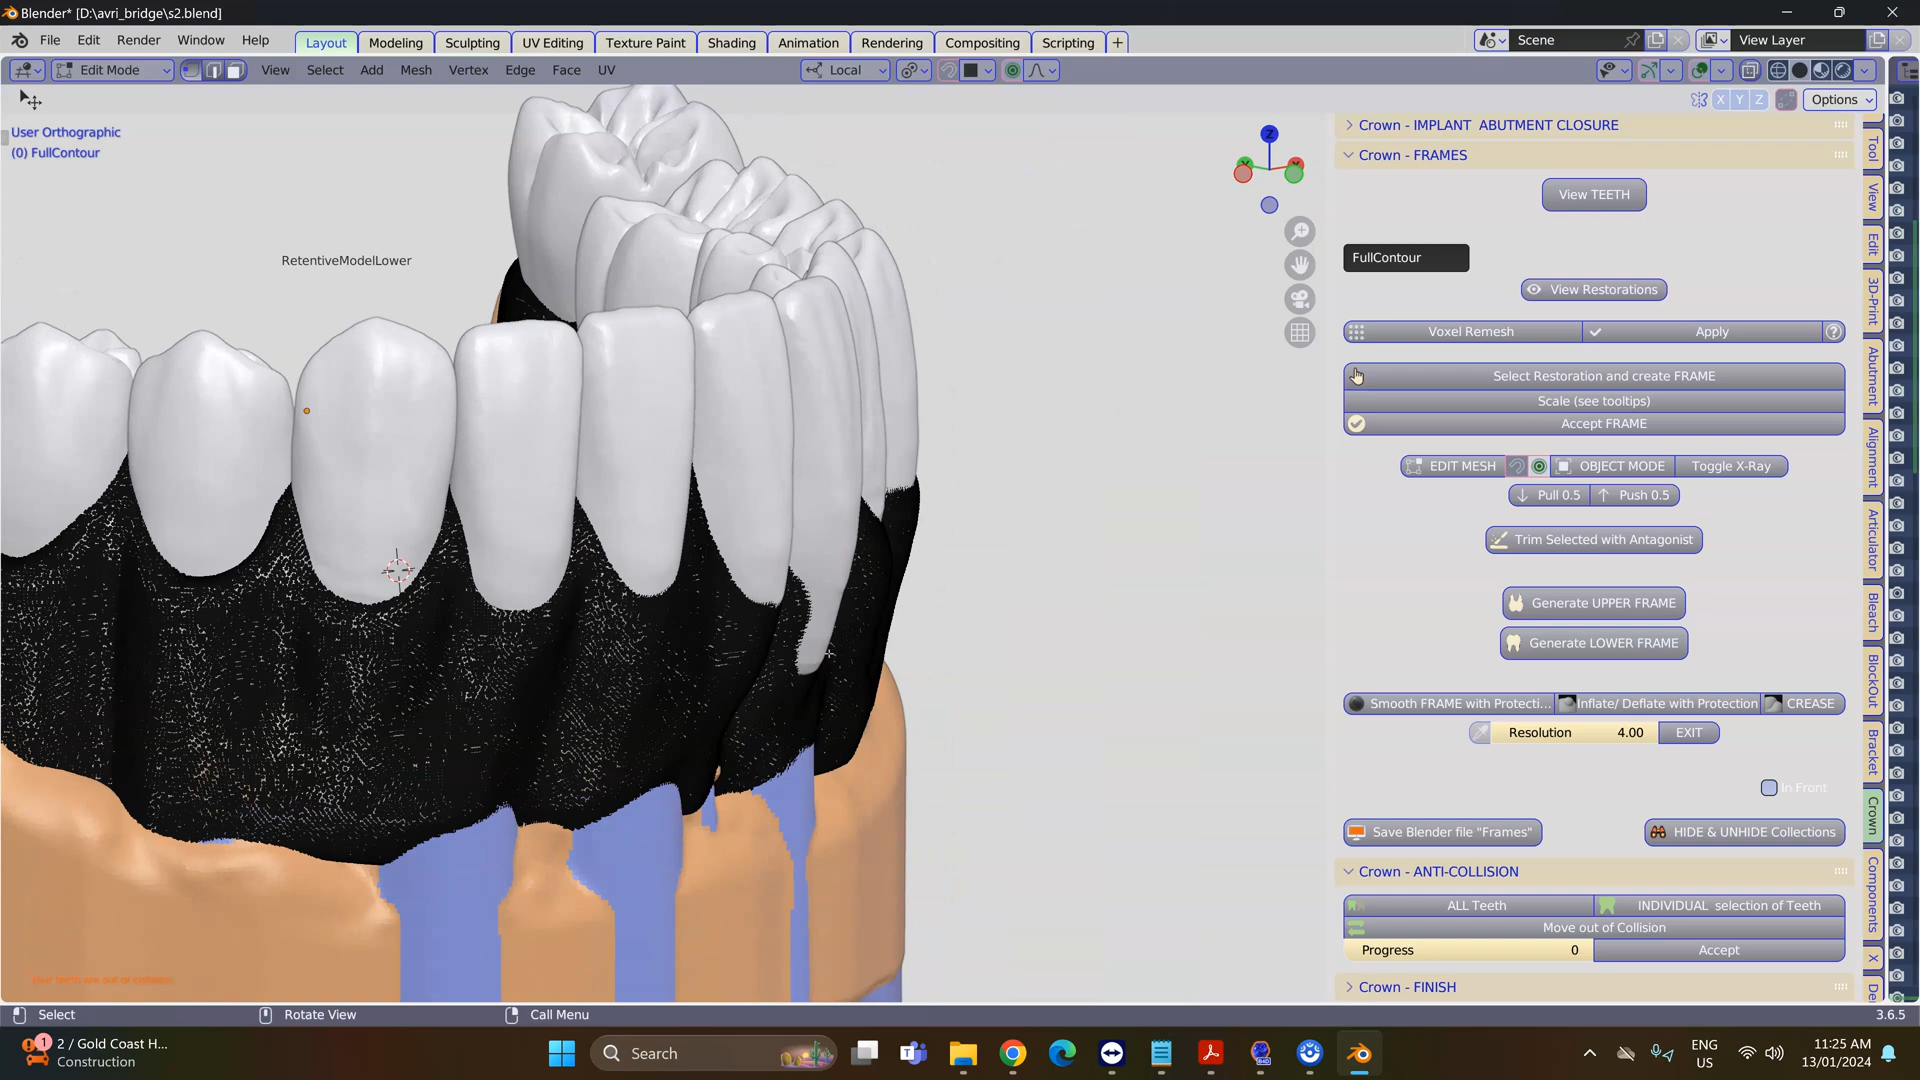 Blender* [D:\avri_bridge\s2.blend]
File Edit Render Window Help Layout Modeling Sculpting UV Editing Texture Paint Shading Animation Rendering Compositing Scripting + Scene View Layer
Edit Mode View Select Add Mesh Vertex Edge Face UV Local
X Y Z Options
User Orthographic
(0) FullContour
RetentiveModelLower
Z
Crown - IMPLANT ABUTMENT CLOSURE
Crown - FRAMES
View TEETH
FullContour
View Restorations
Voxel Remesh Apply
Select Restoration and create FRAME
Scale (see tooltips)
Accept FRAME
EDIT MESH OBJECT MODE Toggle X-Ray
Pull 0.5 Push 0.5
Trim Selected with Antagonist
Generate UPPER FRAME
Generate LOWER FRAME
Smooth FRAME with Protecti... Inflate/ Deflate with Protection CREASE
Resolution 4.00 EXIT
In Front
Save Blender file "Frames" HIDE & UNHIDE Collections
Crown - ANTI-COLLISION
ALL Teeth INDIVIDUAL selection of Teeth
Move out of Collision
Progress 0 Accept
Crown - FINISH
Tool
View
Edit
3D-Print
Abutment
Alignment
Articulator
Bleach
BlockOut
Bracket
Crown
Components
X
De
Your teeth are out of collision.
Select Rotate View Call Menu 3.6.5
1
2 / Gold Coast H...
Construction
Search
ENG
US
11:25 AM
13/01/2024